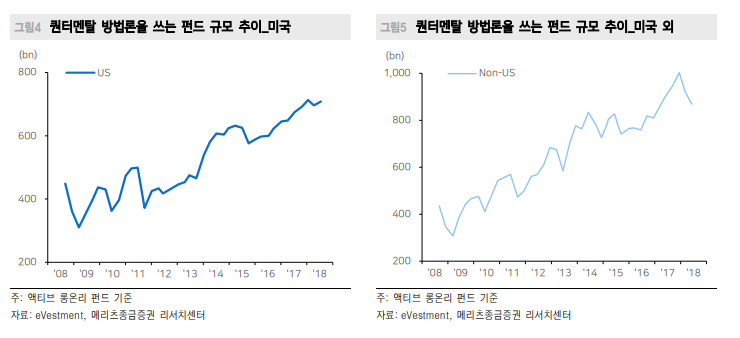 그림4 퀀터멘탈 방법론을 쓰는 펀드 규모 추이_미국
(bn)
US
800
600
400
200
'08 '09 '10 '11 '12 '13 '14 '15 '16 '17 '18
주: 액티브 롱온리 펀드 기준
자료: eVestment, 메리츠종금증권 리서치센터
그림5 퀀터멘탈 방법론을 쓰는 펀드 규모 추이_미국 외
(bn)
Non-US
1,000
800
600
400
200
'08 '09 '10 '11 '12 '13 '14 '15 '16 '17 '18
주: 액티브 롱온리 펀드 기준
자료: eVestment, 메리츠종금증권 리서치센터